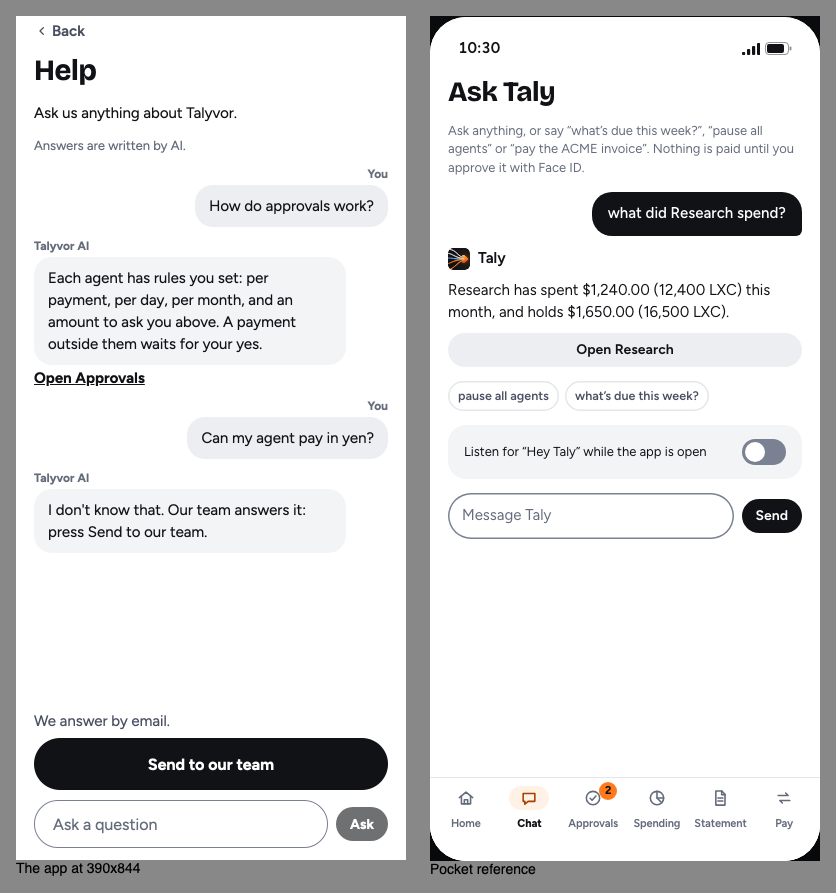 Back
Help
Ask us anything about Talyvor.
Answers are written by AI.
You
How do approvals work?
Talyvor AI
Each agent has rules you set: per
payment, per day, per month, and an
amount to ask you above. A payment
outside them waits for your yes.
Open Approvals
You
Can my agent pay in yen?
Talyvor AI
I don't know that. Our team answers it:
press Send to our team.
We answer by email.
Send to our team
Ask a question
Ask
The app at 390x844
10:30
Ask Taly
Ask anything, or say “what’s due this week?”, “pause all
agents” or “pay the ACME invoice”. Nothing is paid until you
approve it with Face ID.
what did Research spend?
Taly
Research has spent $1,240.00 (12,400 LXC) this
month, and holds $1,650.00 (16,500 LXC).
Open Research
pause all agents
what’s due this week?
Listen for “Hey Taly” while the app is open
Message Taly
Send
2
Home
Chat
Approvals
Spending
Statement
Pay
Pocket reference